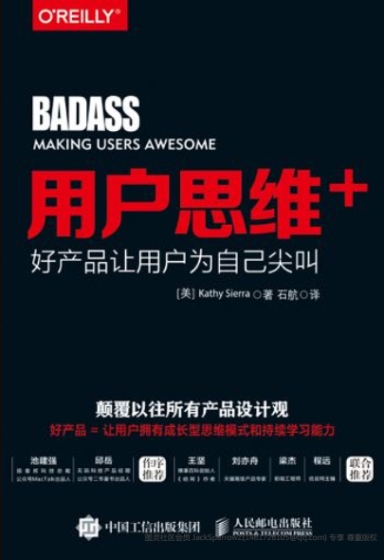 O'REILLY®
BADASS
MAKING USERS AWESOME
用户思维+
好产品让用户为自己尖叫
[美] Kathy Sierra ◎著 石航◎译
颠覆以往所有产品设计观
好产品 = 让用户拥有成长型思维模式和持续学习能力
池建强 邱岳 作序推荐 王坚 刘亦舟 梁杰 程远 联合推荐
中国工信出版集团 人民邮电出版社
POSTS & TELECOM PRESS